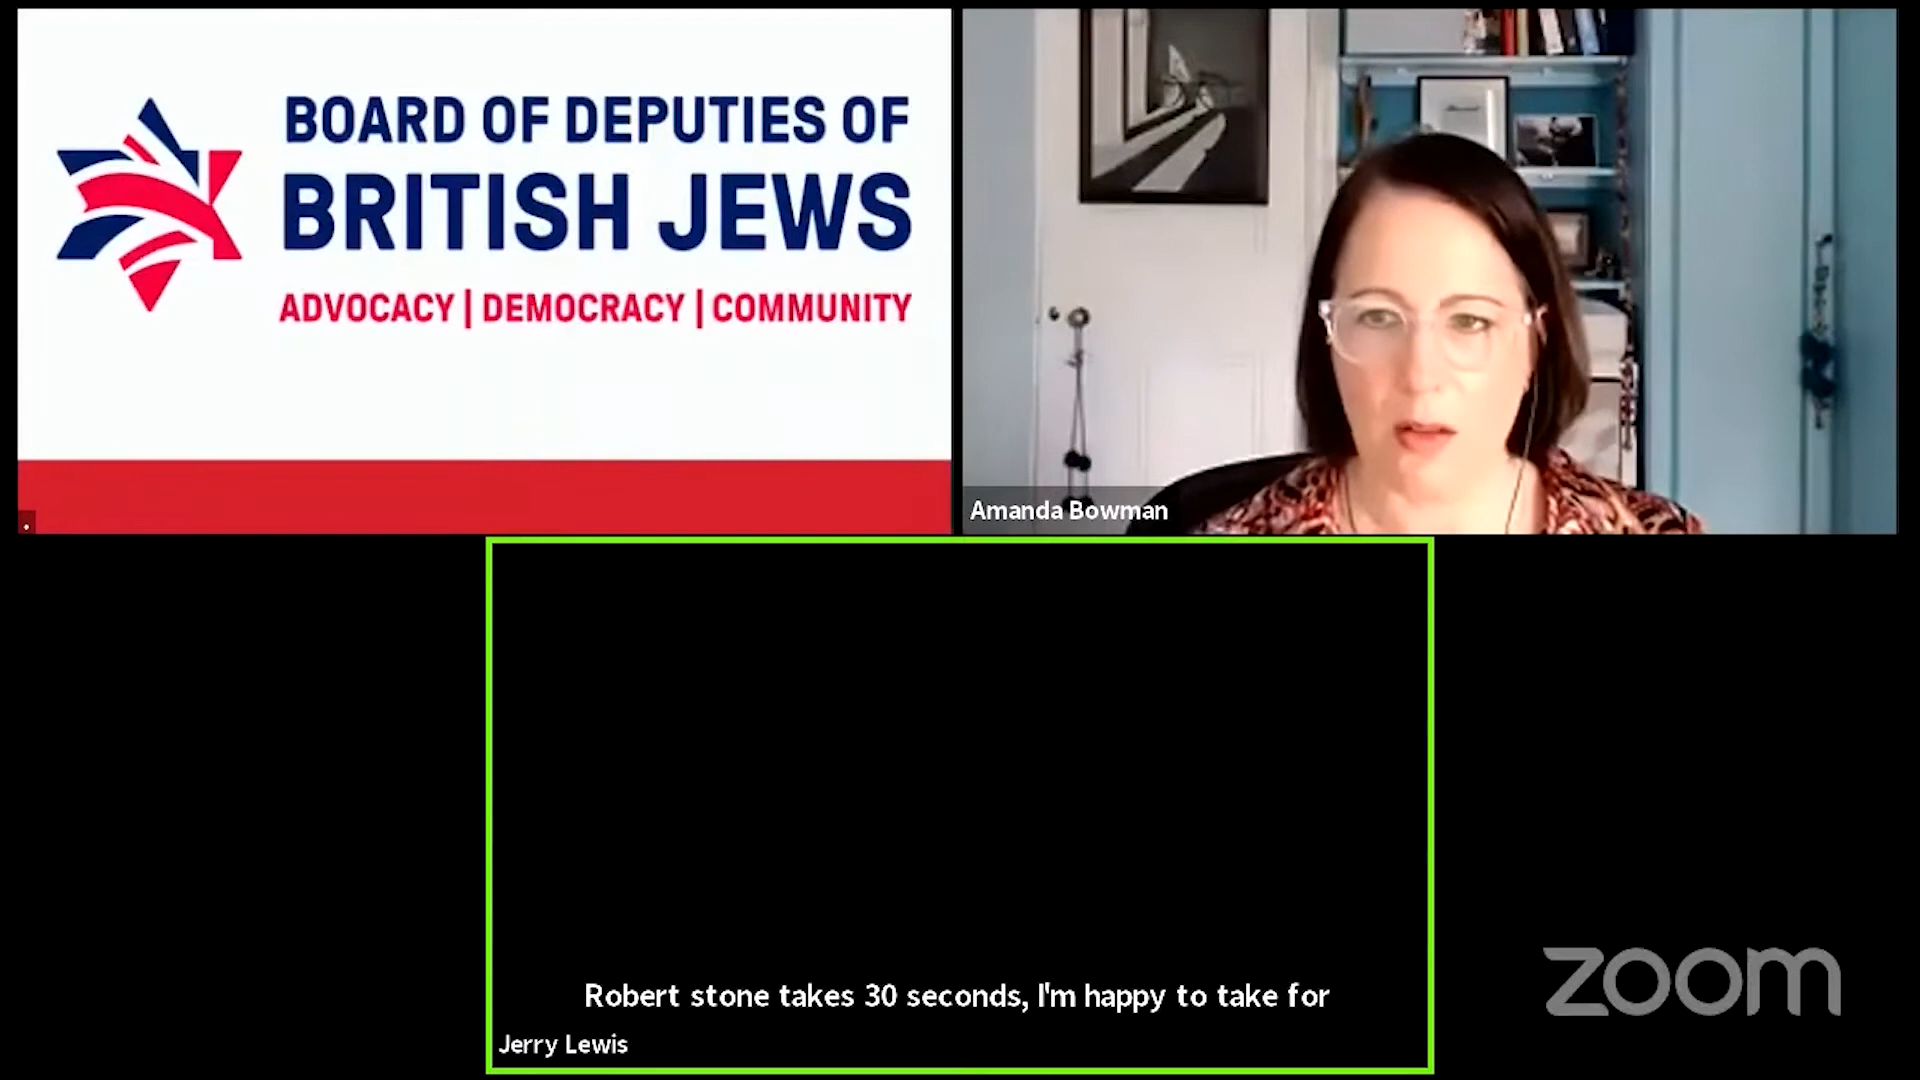 BOARD OF DEPUTIES OF
BRITISH JEWS
ADVOCACY | DEMOCRACY | COMMUNITY
Amanda Bowman
Robert stone takes 30 seconds, I'm happy to take for
Jerry Lewis
zoom